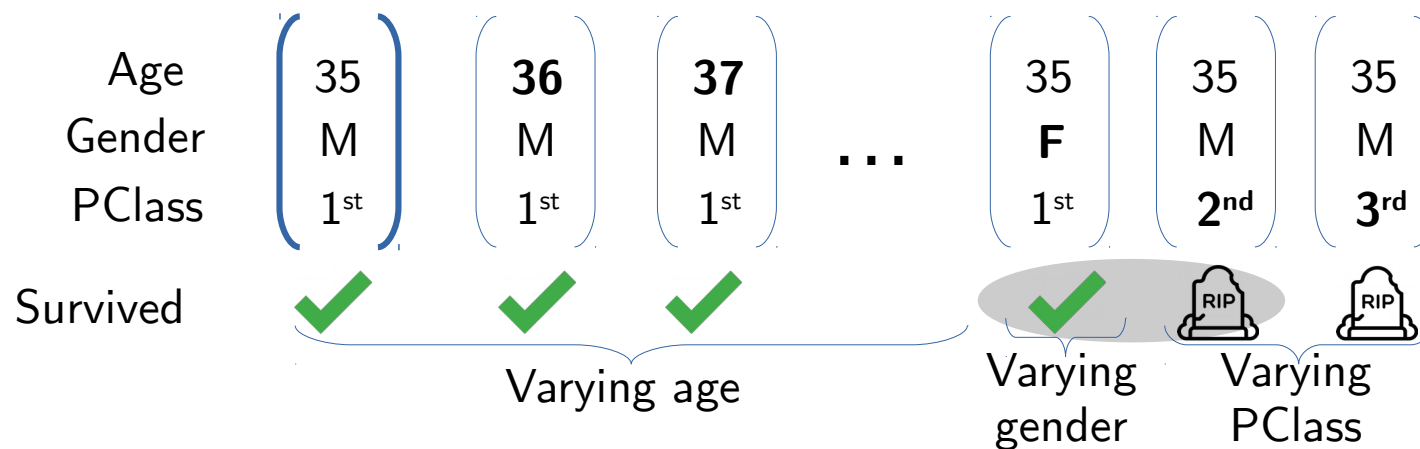 Age 35 36 37 35 35 35
Gender M M M ... F M M
PClass 1st 1st 1st 1st 2nd 3rd
Survived RIP RIP
Varying age
Varying gender
Varying PClass